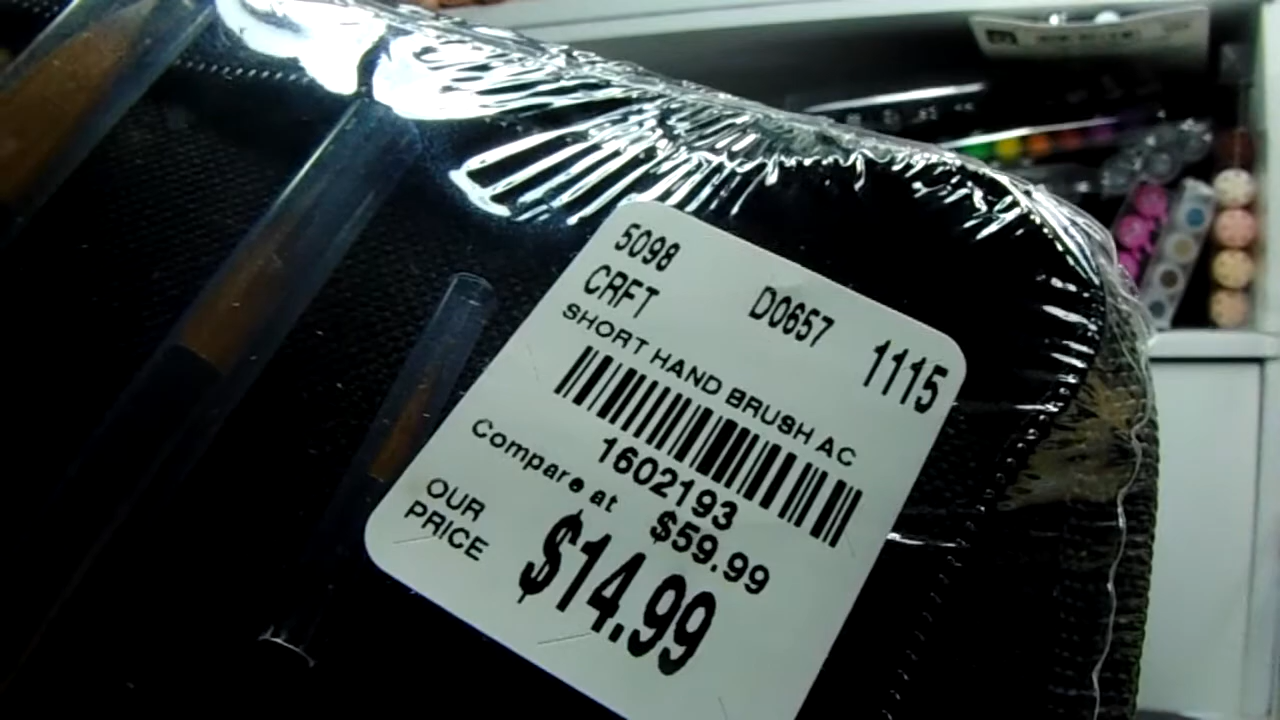 5098
CRFT D0657 1115
SHORT HAND BRUSH AC
1602193
Compare at $59.99
OUR PRICE $14.99